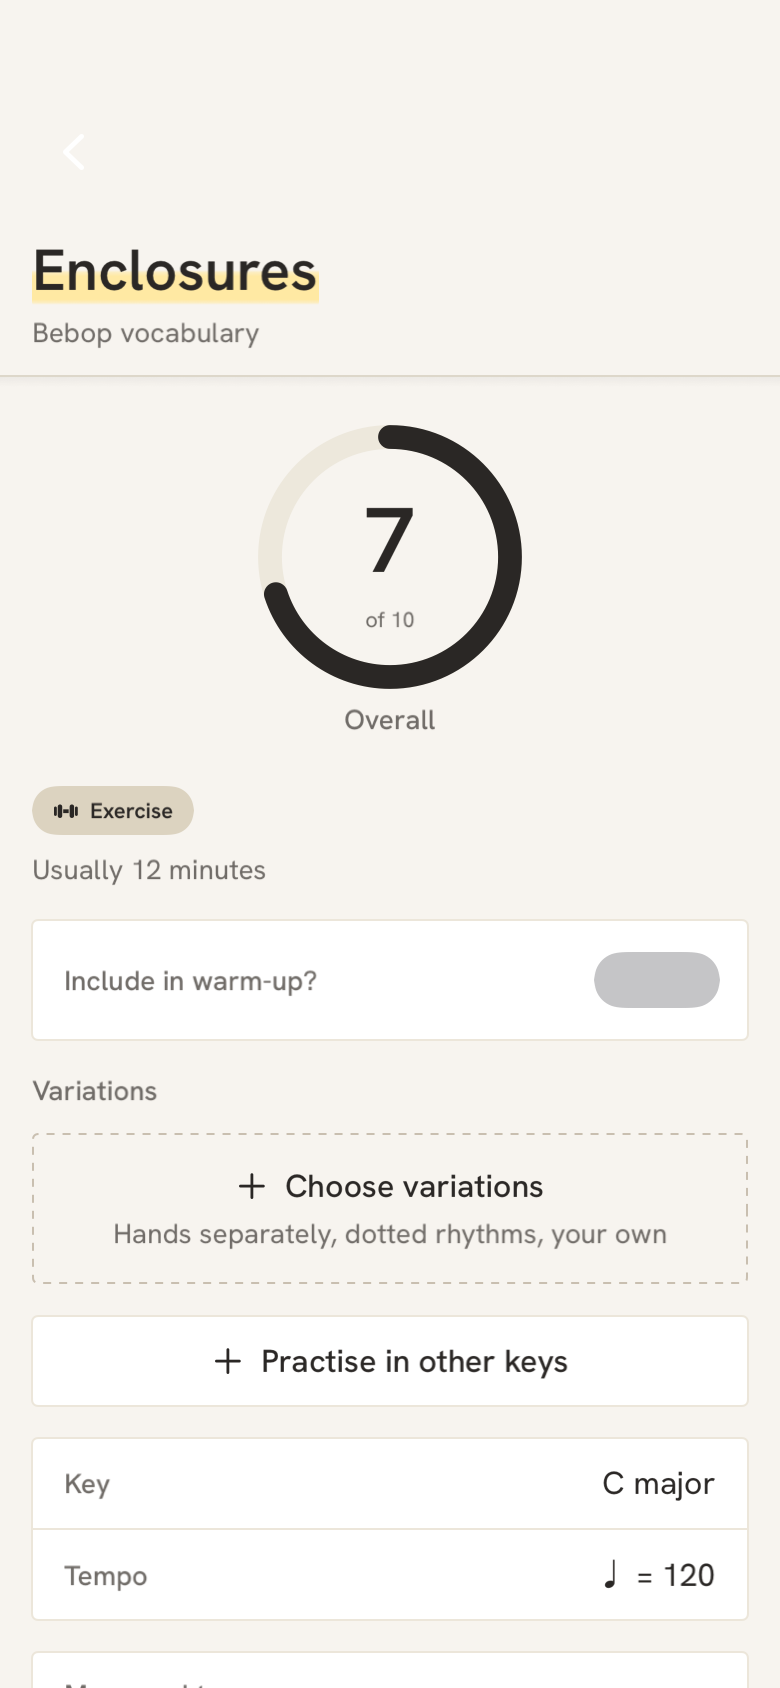 Enclosures
Bebop vocabulary
7
of 10
Overall
Exercise
Usually 12 minutes
Include in warm-up?
Variations
+ Choose variations
Hands separately, dotted rhythms, your own
+ Practise in other keys
Key C major
Tempo ♩ = 120